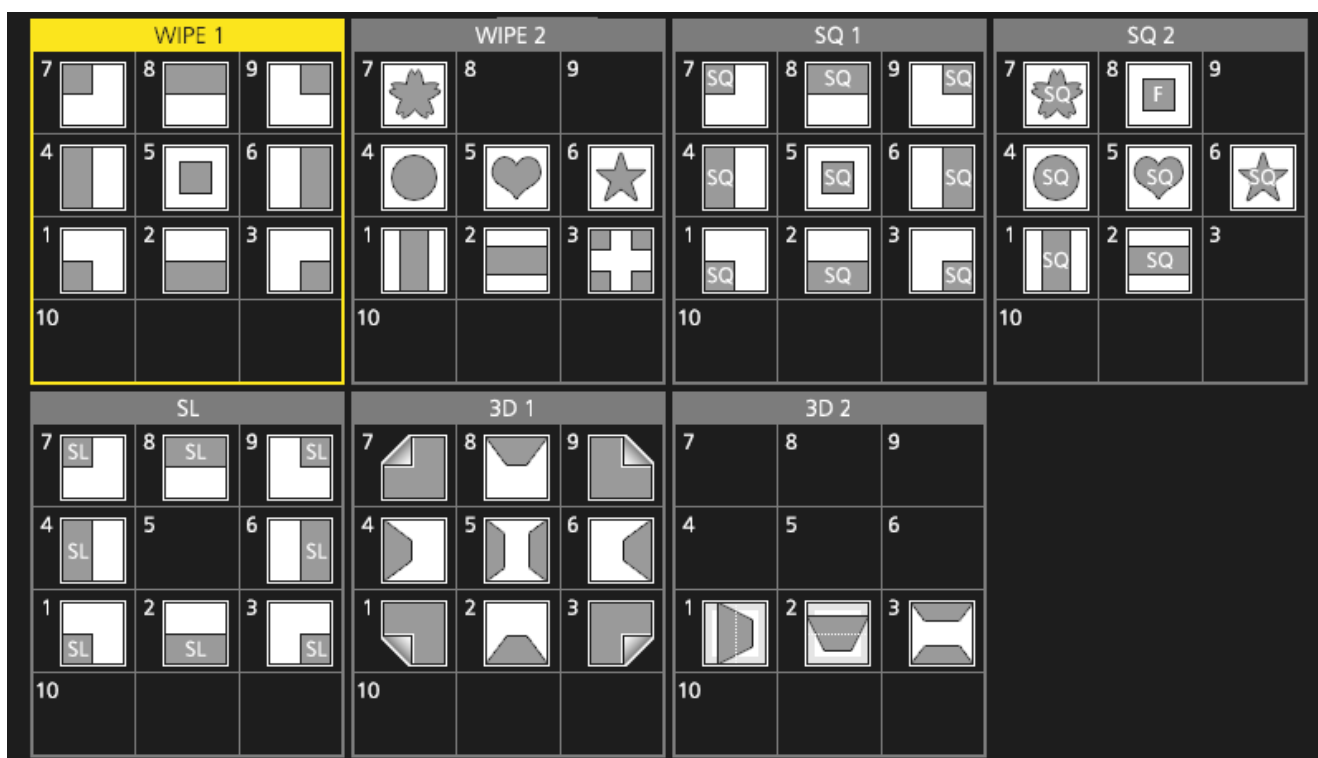 WIPE 1 WIPE 2 SQ 1 SQ 2
7 8 9 7 8 9 7 SQ 8 SQ 9 SQ 7 SQ 8 F 9
4 5 6 4 5 6 4 SQ 5 SQ 6 SQ 4 SQ 5 SQ 6 SQ
1 2 3 1 2 3 1 SQ 2 SQ 3 SQ 1 SQ 2 SQ 3
10 10 10 10
SL 3D 1 3D 2
7 SL 8 SL 9 SL 7 8 9 7 8 9
4 SL 5 6 SL 4 5 6 4 5 6
1 SL 2 SL 3 SL 1 2 3 1 2 3
10 10 10